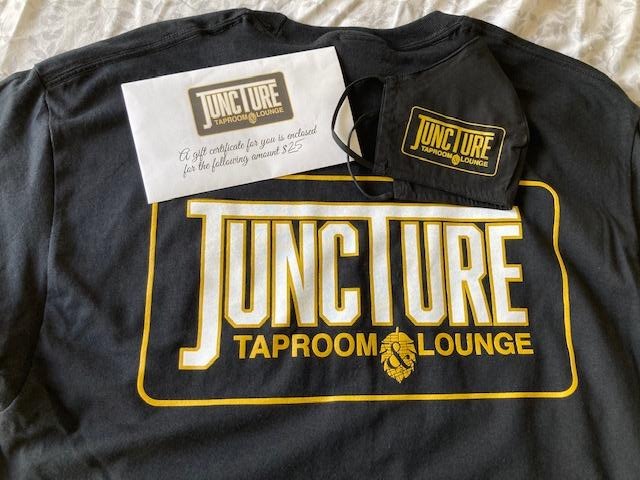 JUNCTURE
TAPROOM & LOUNGE
A gift certificate for you is enclosed
for the following amount $25
JUNCTURE
TAPROOM & LOUNGE
JUNCTURE
TAPROOM & LOUNGE